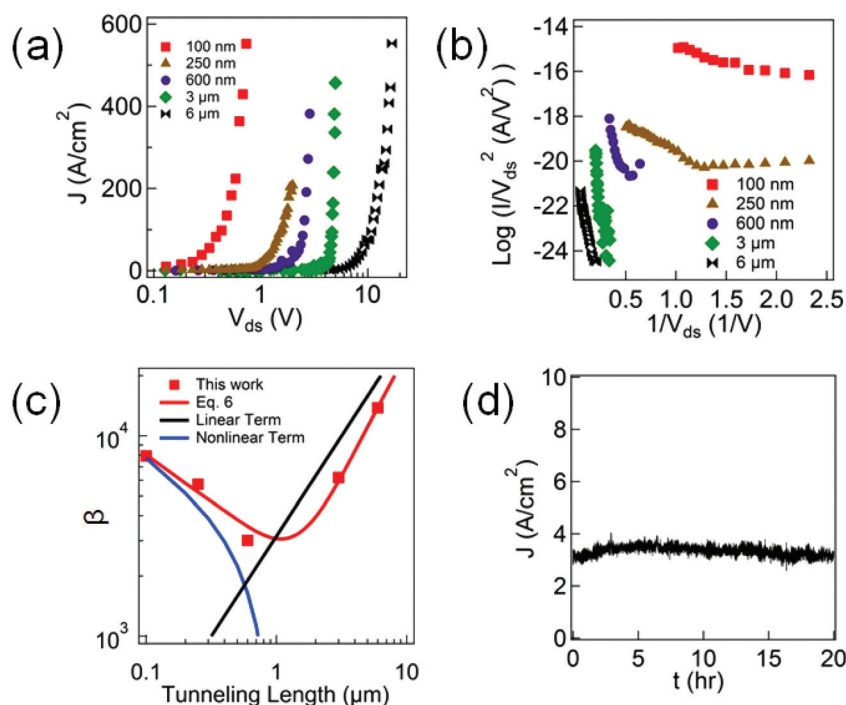 (a)
J (A/cm²)
600
400
200
0
100 nm
250 nm
600 nm
3 µm
6 µm
0.1
1
10
Vds (V)
(b)
Log (I/Vds² (A/V²))
-14
-16
-18
-20
-22
-24
100 nm
250 nm
600 nm
3 µm
6 µm
0.5
1.0
1.5
2.0
2.5
1/Vds (1/V)
(c)
β
10⁴
10³
This work
Eq. 6
Linear Term
Nonlinear Term
0.1
1
10
Tunneling Length (µm)
(d)
J (A/cm²)
10
8
6
4
2
0
0
5
10
15
20
t (hr)